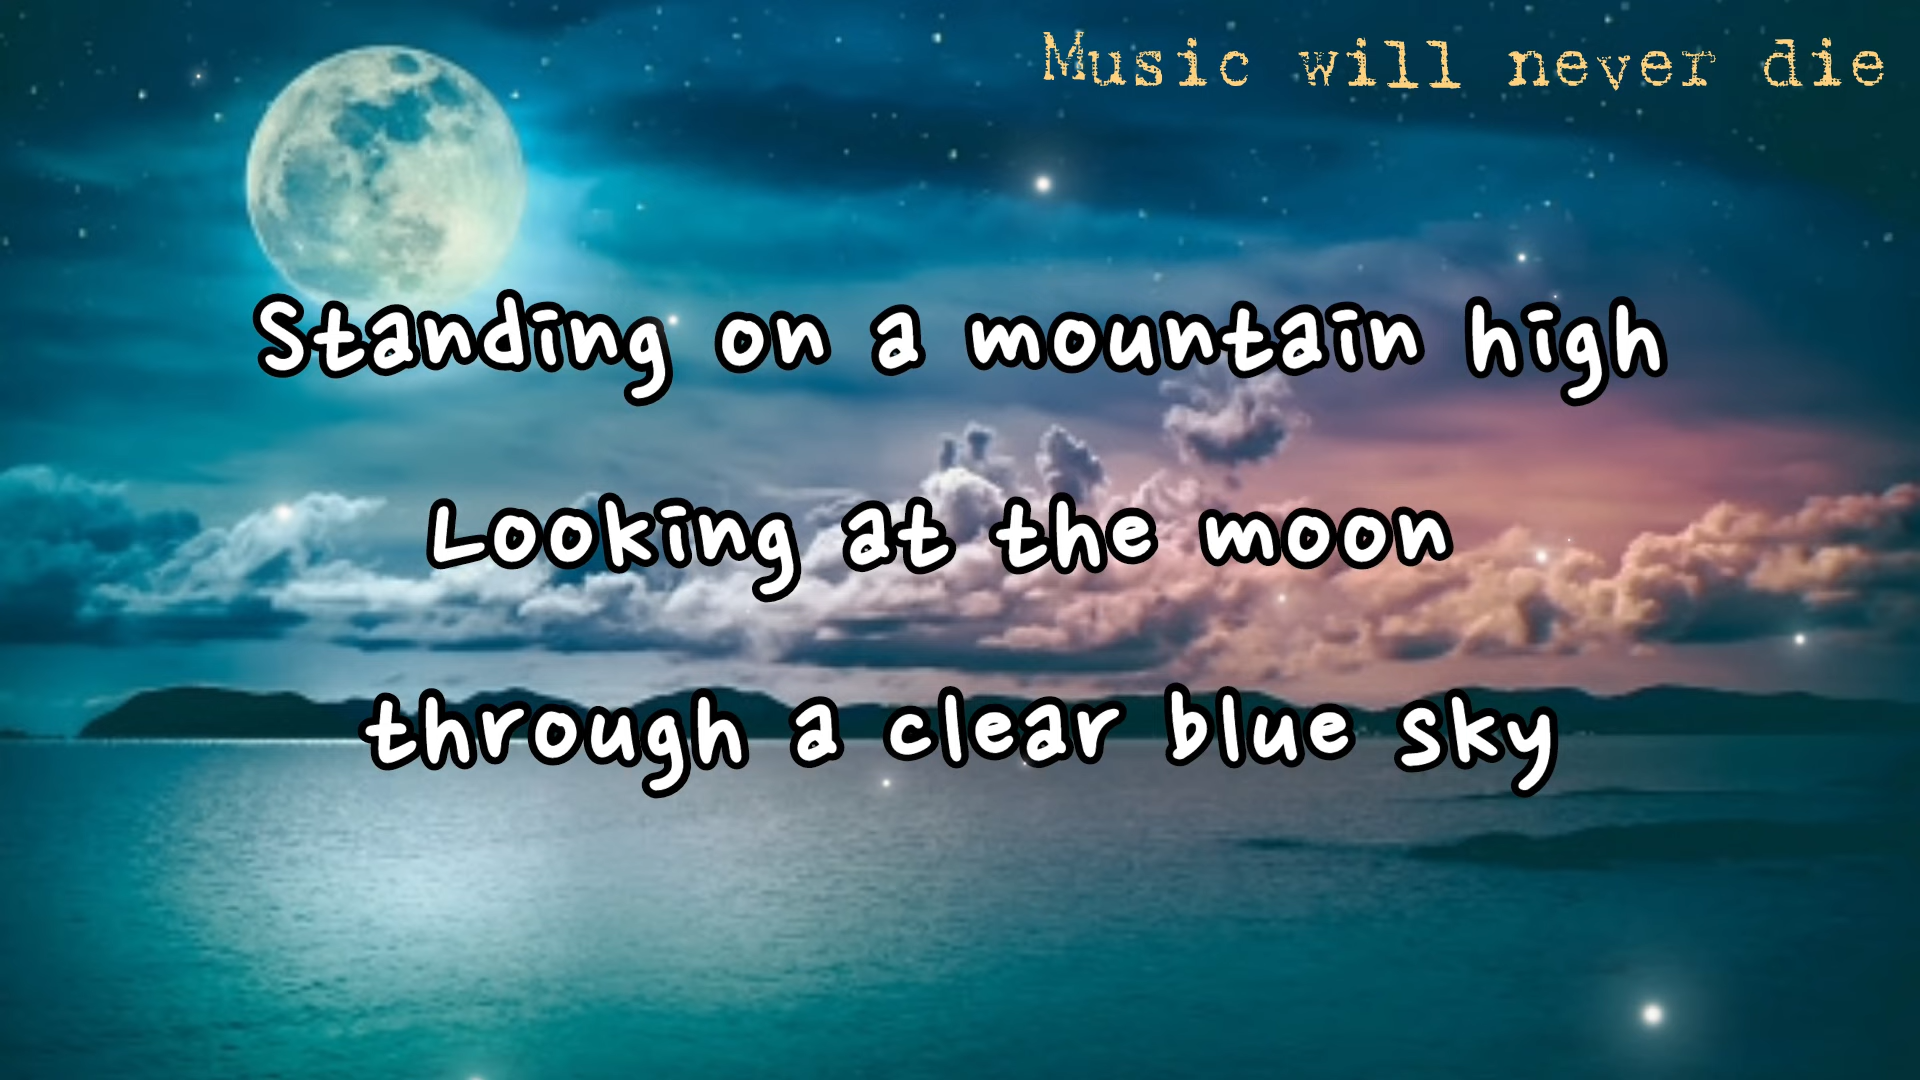 Music will never die
Standing on a mountain high
Looking at the moon
through a clear blue sky